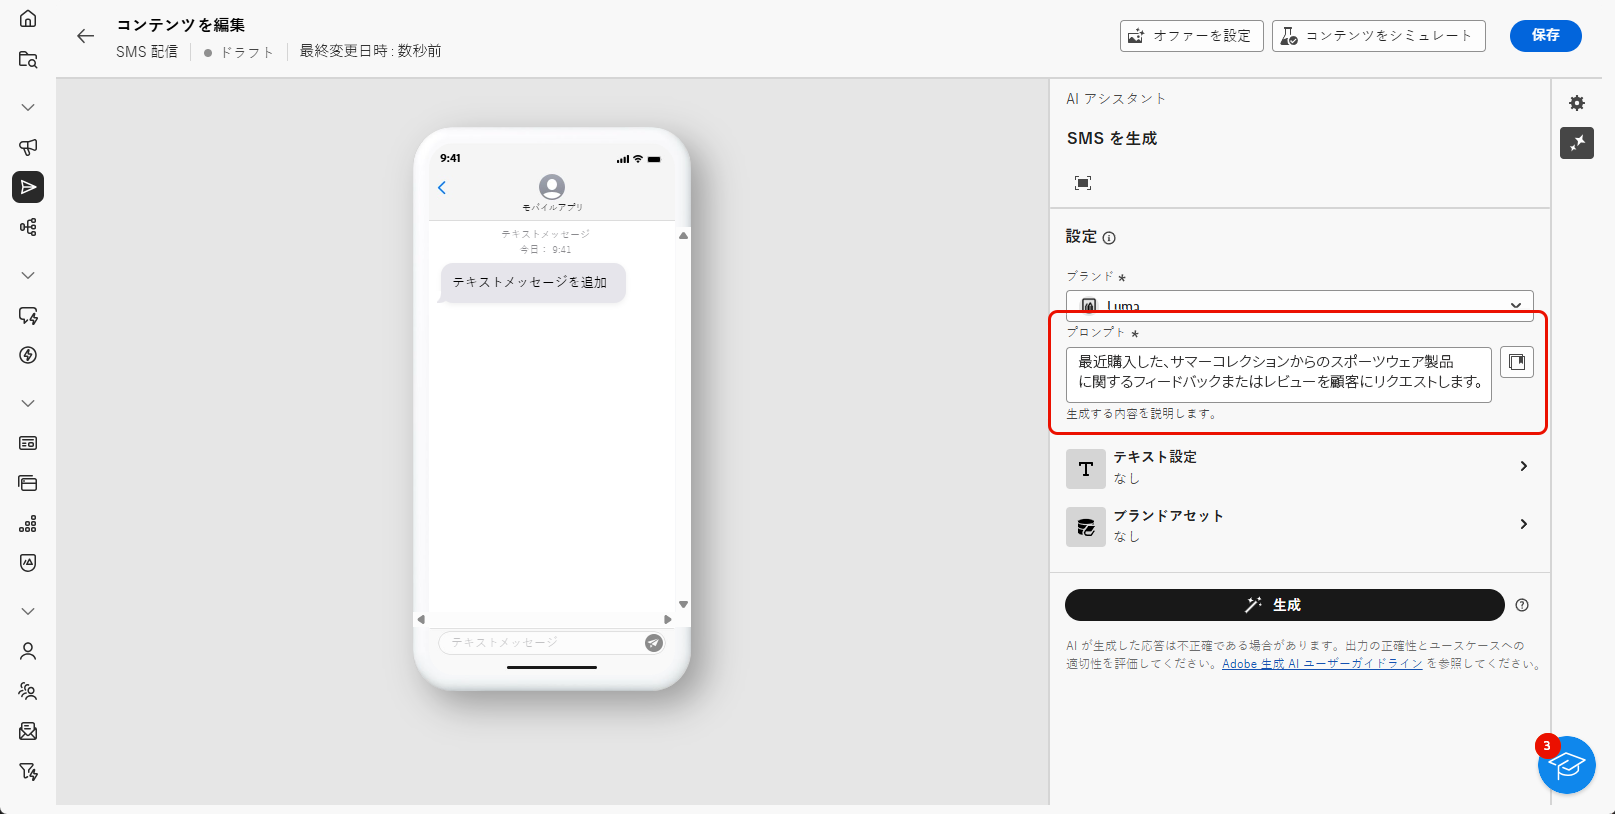 コンテンツを編集
SMS 配信
ドラフト
最終変更日時 : 数秒前
オファーを設定
コンテンツをシミュレート
保存
9:41
モバイルアプリ
テキストメッセージ
今日： 9:41
テキストメッセージを追加
テキストメッセージ
AI アシスタント
SMS を生成
設定
ブランド *
Luma
プロンプト *
最近購入した、サマーコレクションからのスポーツウェア製品
に関するフィードバックまたはレビューを顧客にリクエストします。
生成する内容を説明します。
T
テキスト設定
なし
ブランドアセット
なし
生成
AI が生成した応答は不正確である場合があります。出力の正確性とユースケースへの
適切性を評価してください。Adobe 生成 AI ユーザーガイドライン を参照してください。
3